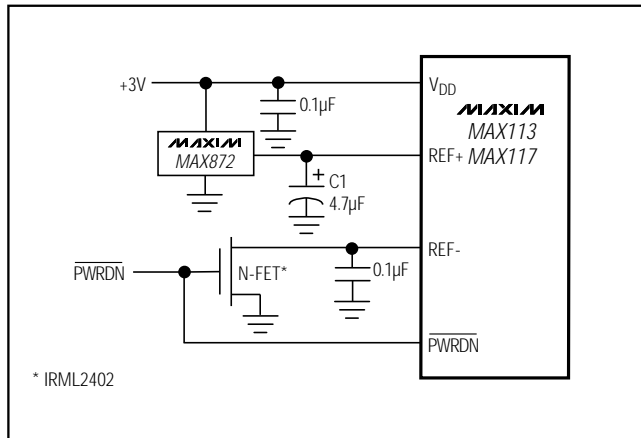 +3V
0.1µF
VDD
MAXIM
MAX113
MAX117
MAXIM
MAX872
REF+
+
C1
4.7µF
REF-
PWRDN
N-FET*
0.1µF
PWRDN
* IRML2402